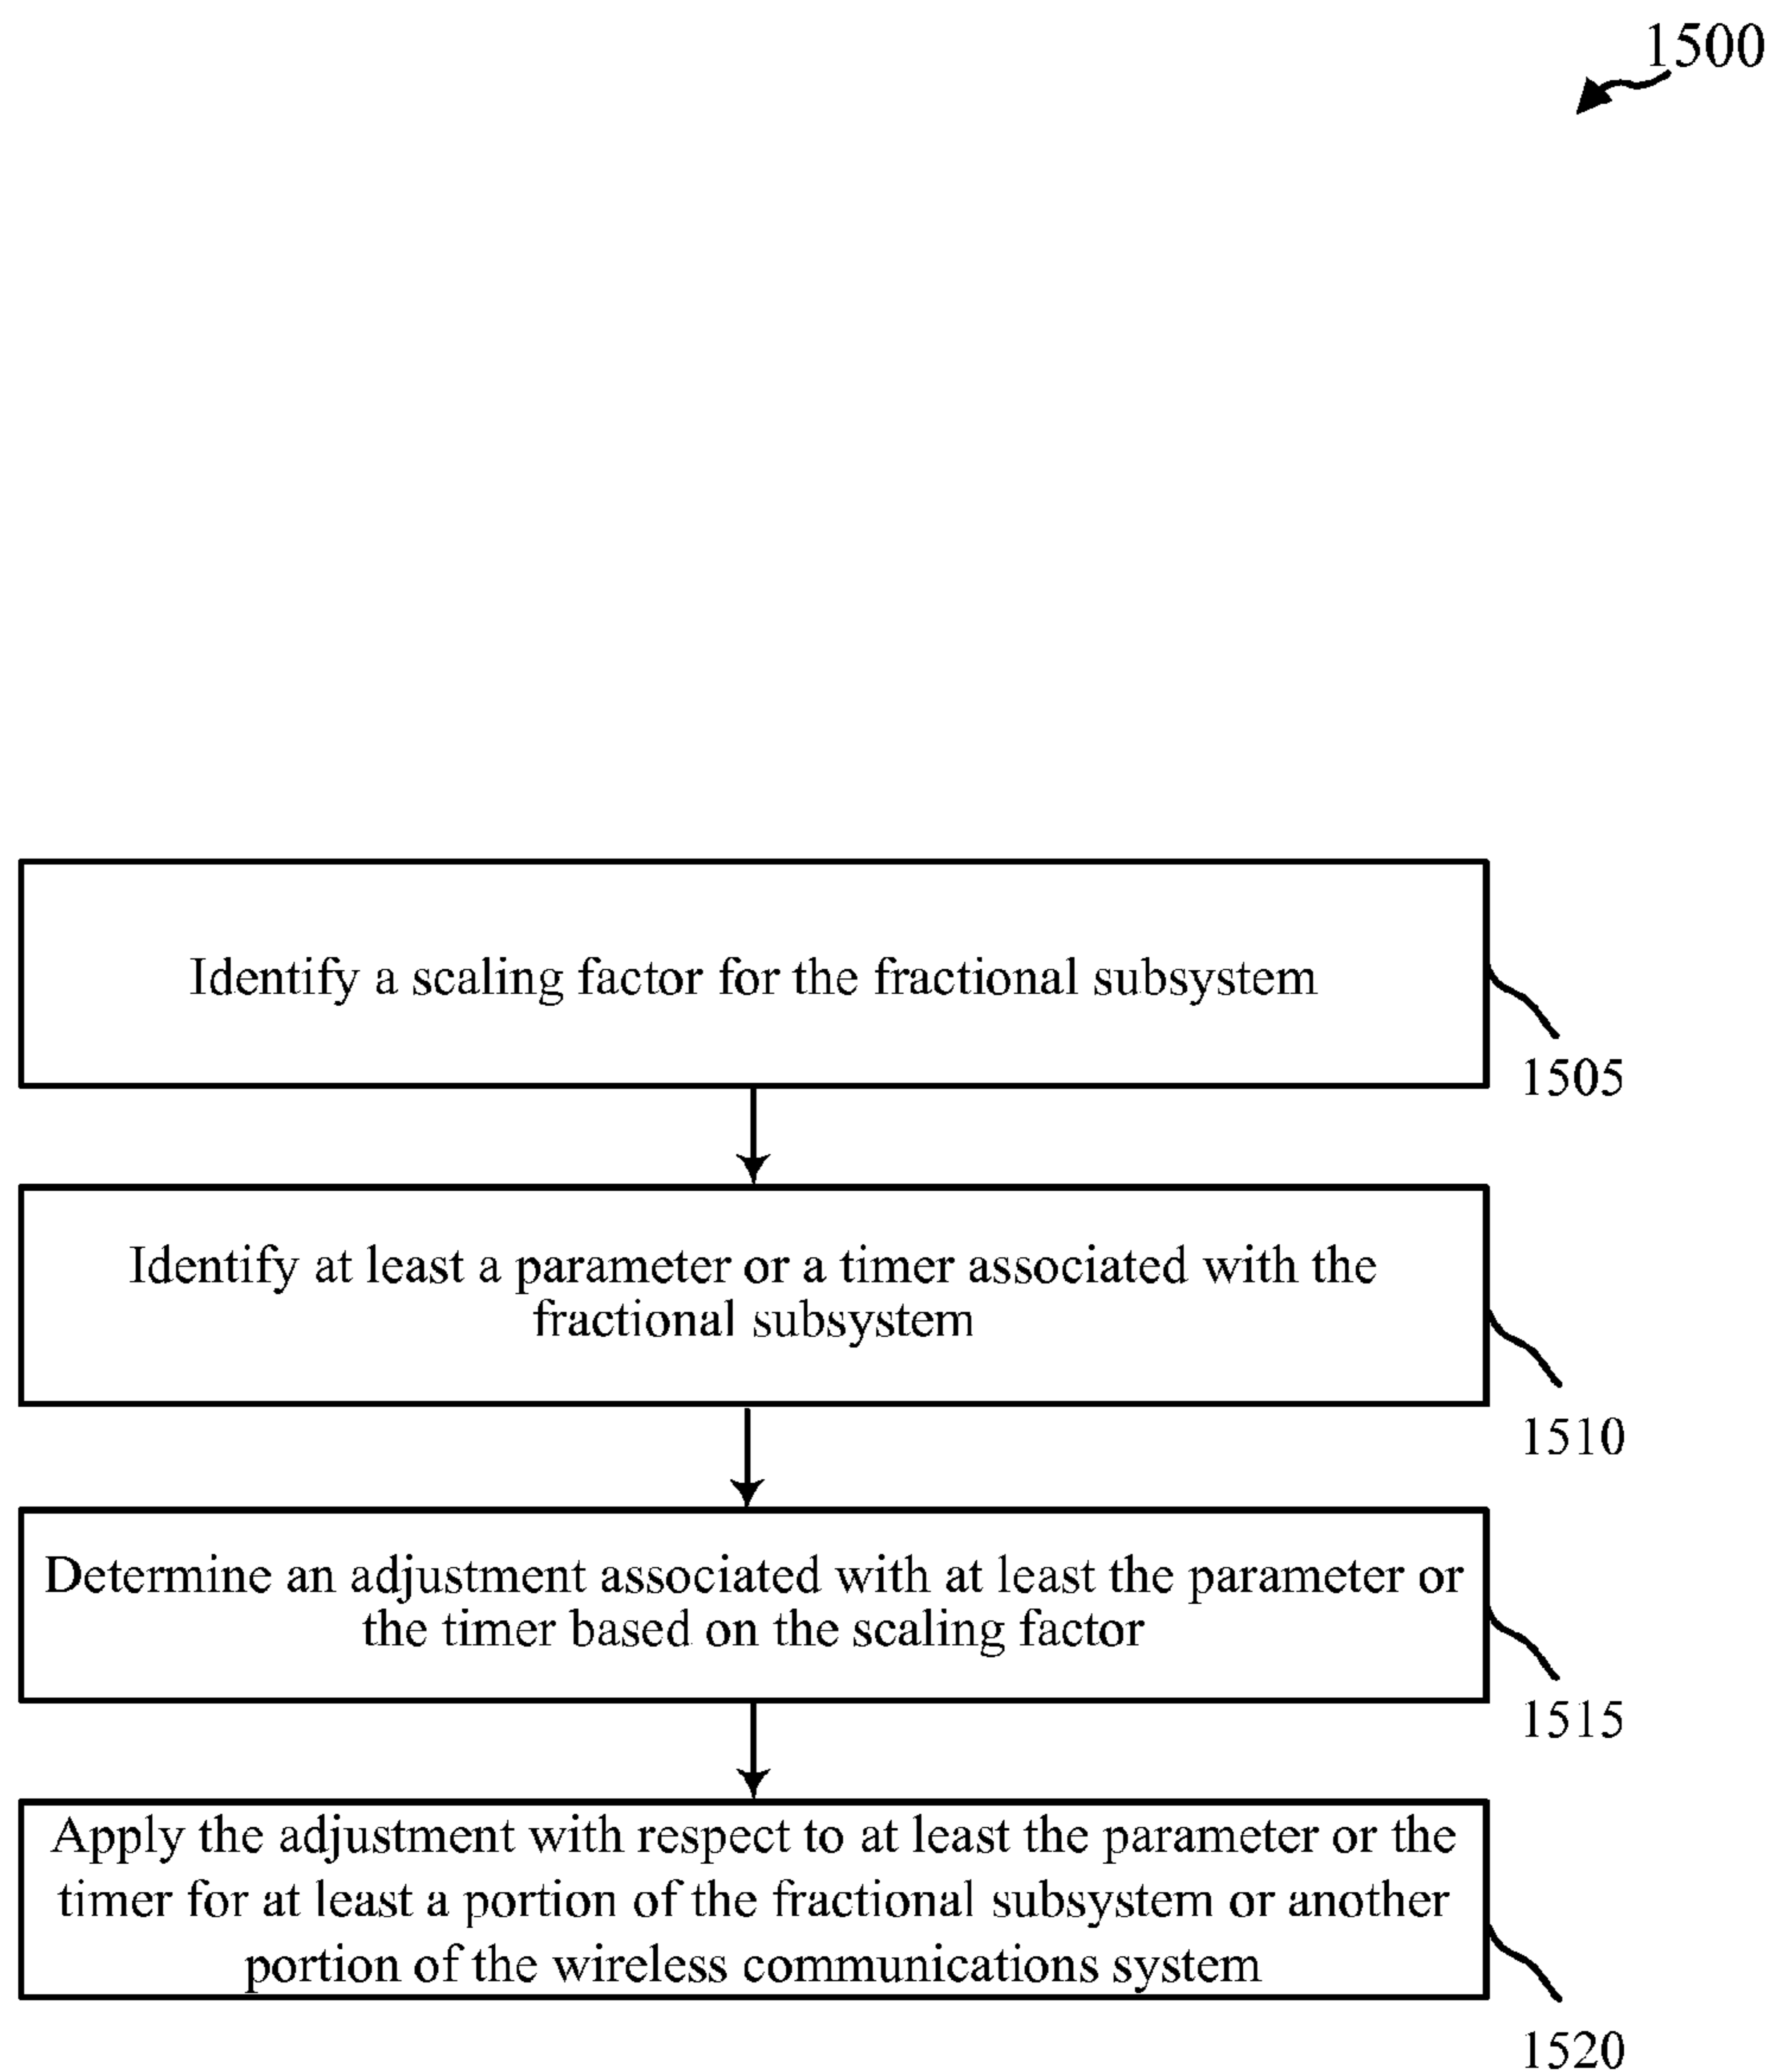 1500
Identify a scaling factor for the fractional subsystem
1505
Identify at least a parameter or a timer associated with the
fractional subsystem
1510
Determine an adjustment associated with at least the parameter or
the timer based on the scaling factor
1515
Apply the adjustment with respect to at least the parameter or the
timer for at least a portion of the fractional subsystem or another
portion of the wireless communications system
1520